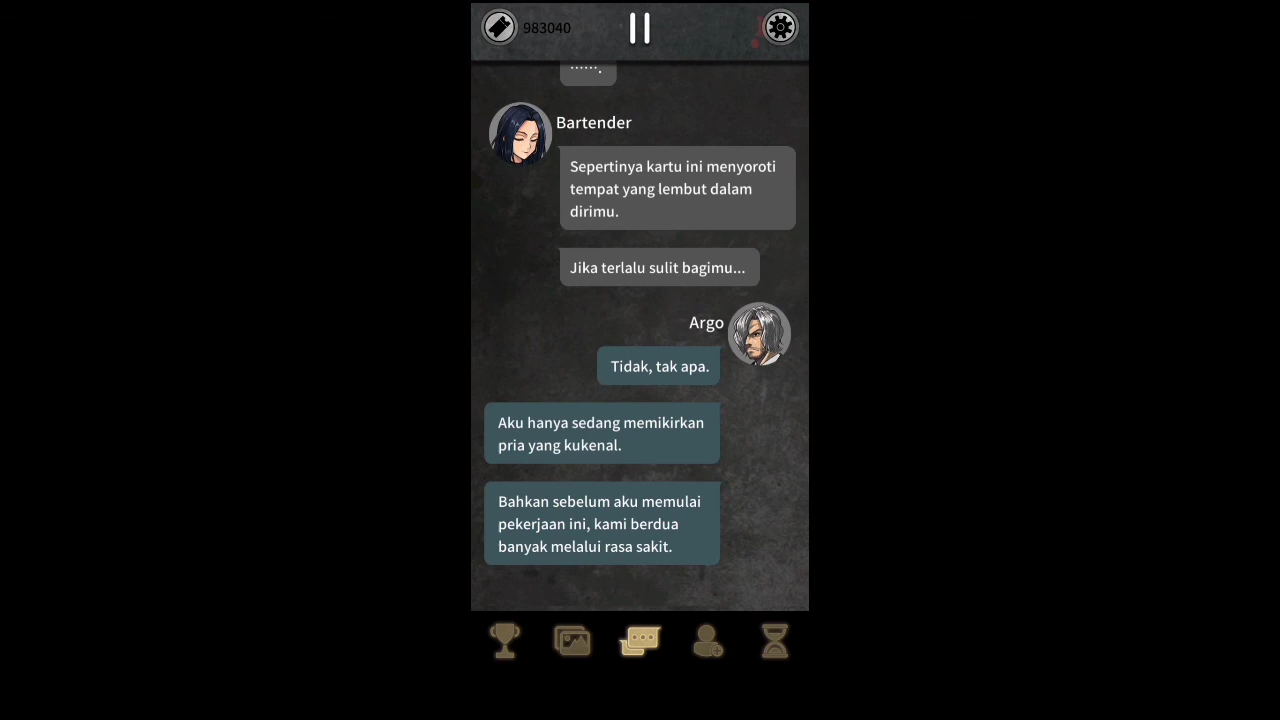 983040
.......
Bartender
Sepertinya kartu ini menyoroti
tempat yang lembut dalam
dirimu.
Jika terlalu sulit bagimu...
Argo
Tidak, tak apa.
Aku hanya sedang memikirkan
pria yang kukenal.
Bahkan sebelum aku memulai
pekerjaan ini, kami berdua
banyak melalui rasa sakit.